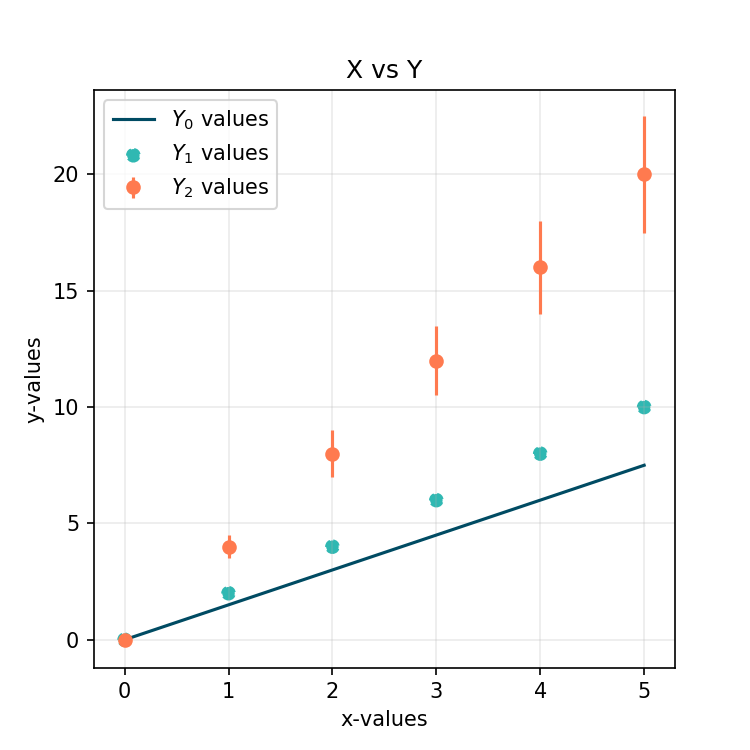 X vs Y
Y₀ values
Y₁ values
Y₂ values
20
15
10
5
0
y-values
0 1 2 3 4 5
x-values